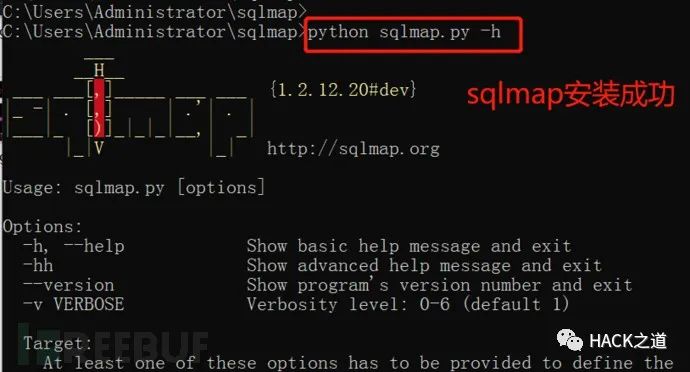 C:\Users\Administrator\sqlmap>
C:\Users\Administrator\sqlmap>python sqlmap.py -h
H
{1.2.12.20#dev}
sqlmap安装成功
V
http://sqlmap.org
Usage: sqlmap.py [options]
Options:
-h, --help Show basic help message and exit
-hh Show advanced help message and exit
--version Show program's version number and exit
-v VERBOSE Verbosity level: 0-6 (default 1)
Target:
At least one of these options has to be provided to define the
REEBUF
HACK之道